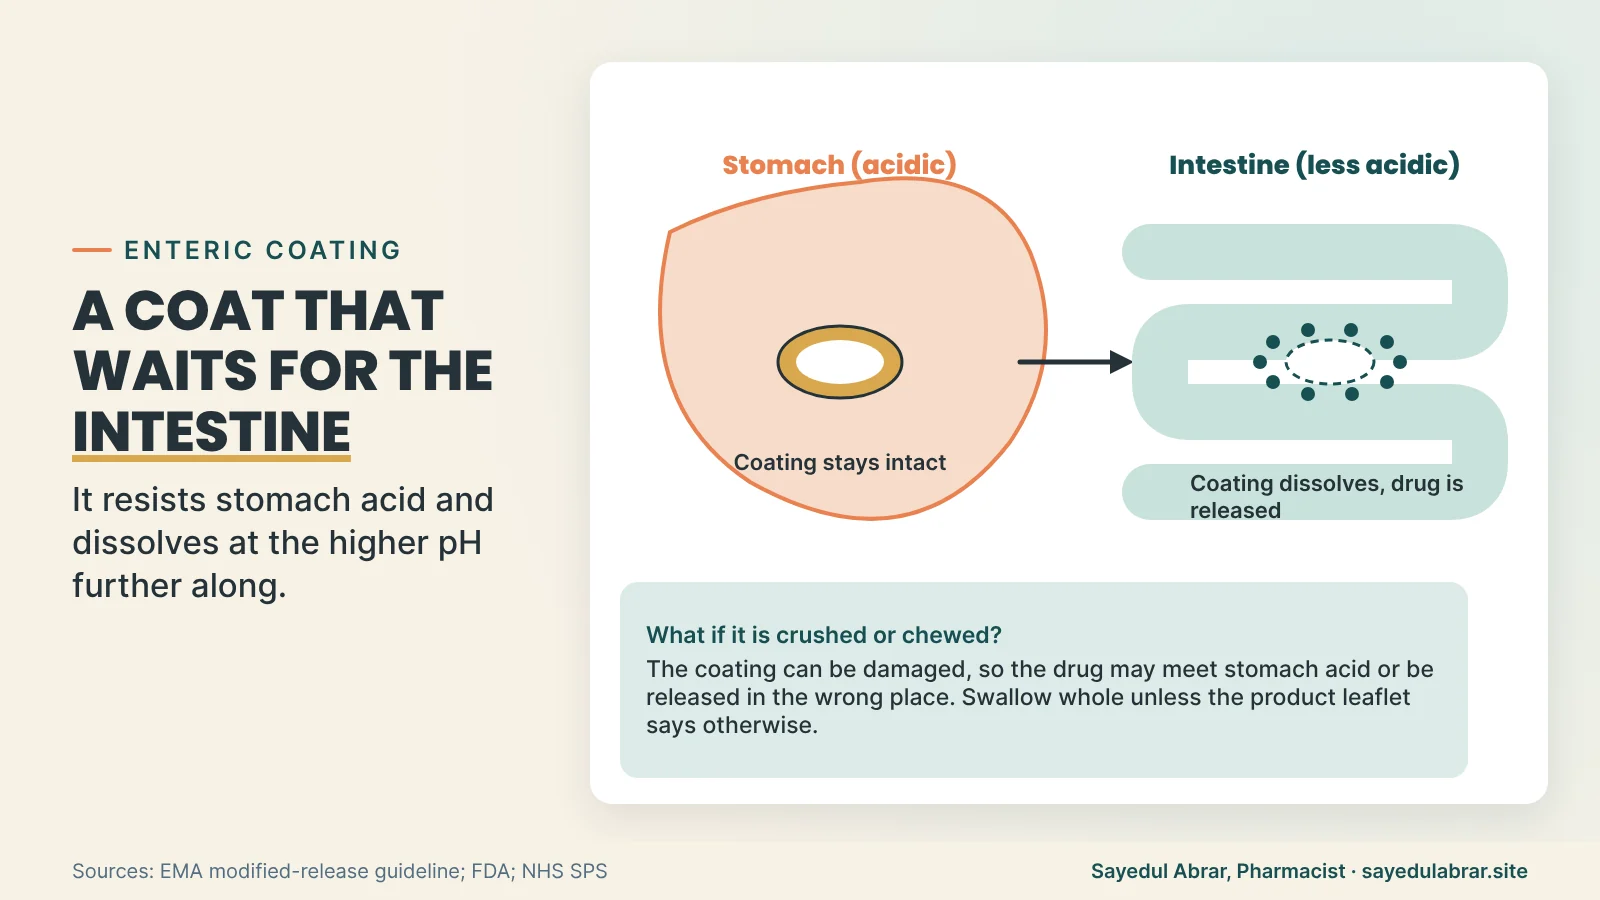 ENTERIC COATING
A COAT THAT
WAITS FOR THE
INTESTINE
It resists stomach acid and
dissolves at the higher pH
further along.
Stomach (acidic)
Coating stays intact
Intestine (less acidic)
Coating dissolves, drug is
released
What if it is crushed or chewed?
The coating can be damaged, so the drug may meet stomach acid or be
released in the wrong place. Swallow whole unless the product leaflet
says otherwise.
Sources: EMA modified-release guideline; FDA; NHS SPS
Sayedul Abrar, Pharmacist · sayedulabrar.site